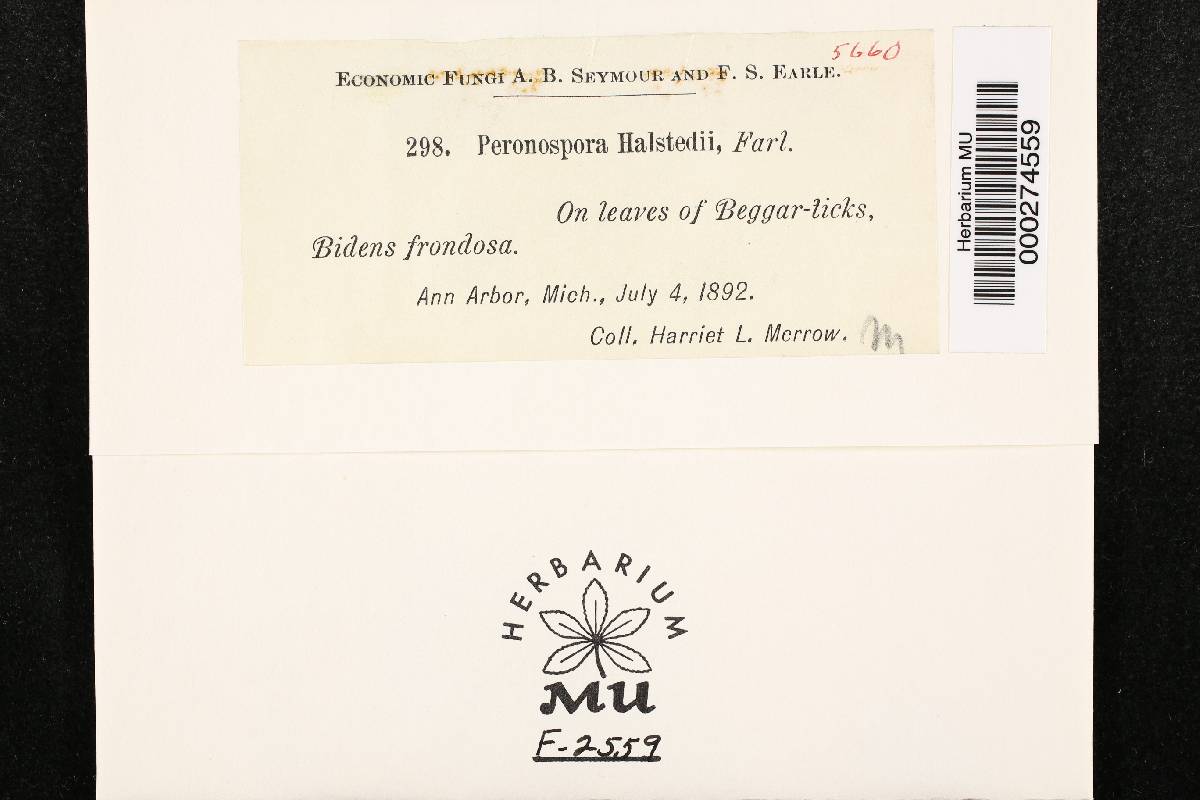 5660
ECONOMIC FUNGI A. B. SEYMOUR AND F. S. EARLE.
298. Peronospora Halstedii, Farl.
On leaves of Beggar-ticks,
Bidens frondosa.
Ann Arbor, Mich., July 4, 1892.
Coll. Harriet L. Merrow.
M
Herbarium MU
000274559
HERBARIUM
MU
F-2559